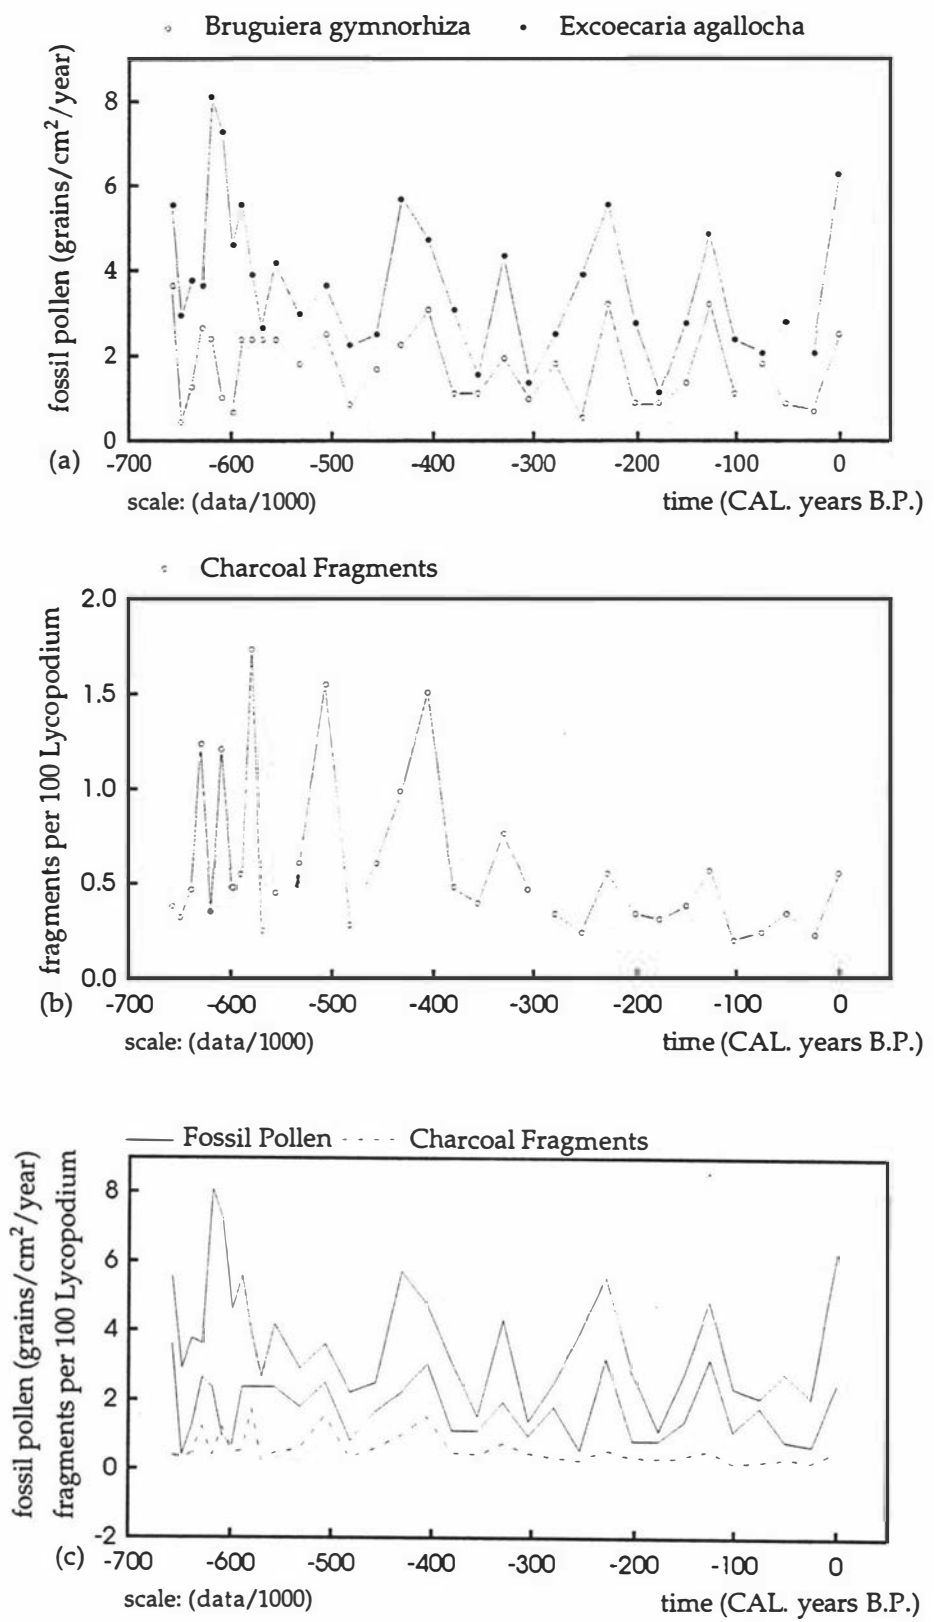 Bruguiera gymnorhiza Excoecaria agallocha
fossil pollen (grains/cm²/year)
8
6
4
2
0
(a)
-700 -600 -500 -400 -300 -200 -100 0
scale: (data/1000) time (CAL. years B.P.)
Charcoal Fragments
fragments per 100 Lycopodium
2.0
1.5
1.0
0.5
0.0
(b)
-700 -600 -500 -400 -300 -200 -100 0
scale: (data/1000) time (CAL. years B.P.)
Fossil Pollen Charcoal Fragments
fossil pollen (grains/cm²/year)
fragments per 100 Lycopodium
8
6
4
2
0
-2
(c)
-700 -600 -500 -400 -300 -200 -100 0
scale: (data/1000) time (CAL. years B.P.)